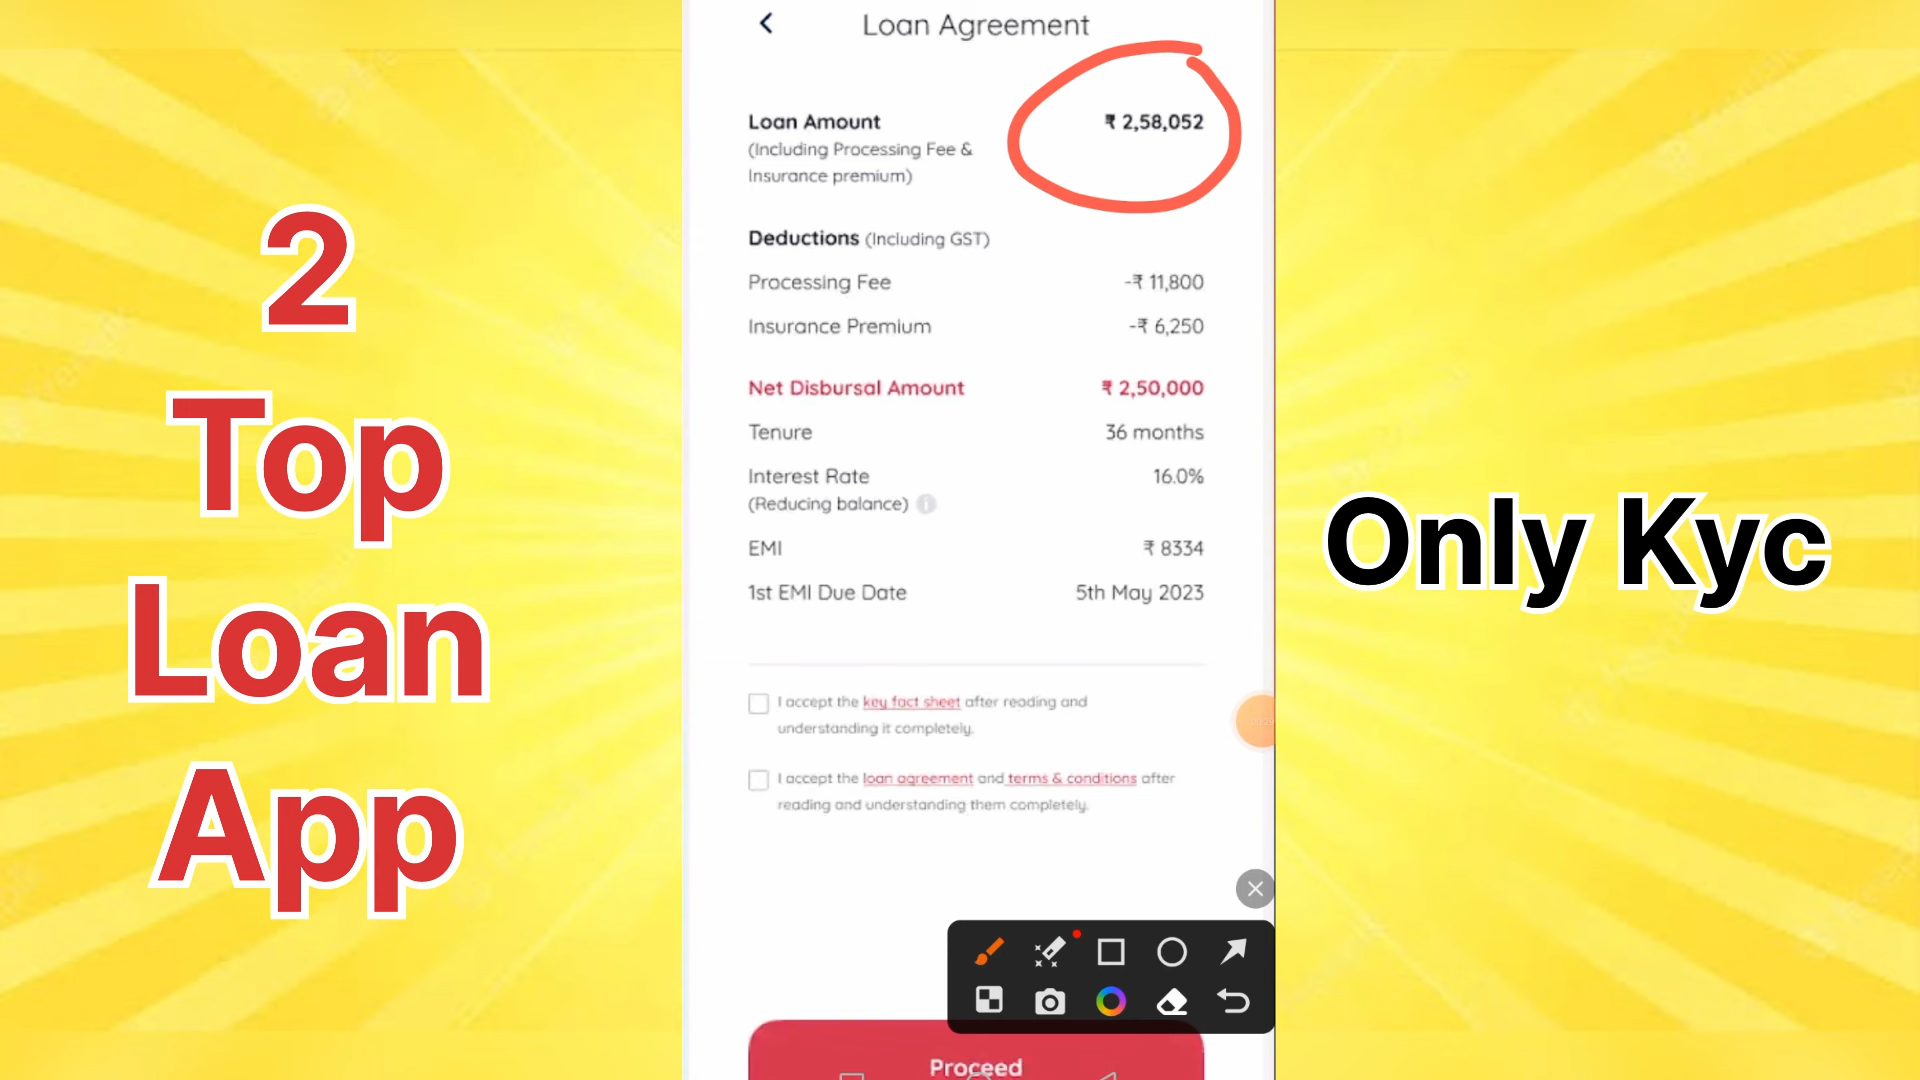 2
Top
Loan
App
Loan Agreement
Loan Amount
₹ 2,58,052
(Including Processing Fee &
Insurance premium)
Deductions (Including GST)
Processing Fee
-₹ 11,800
Insurance Premium
-₹ 6,250
Net Disbursal Amount
₹ 2,50,000
Tenure
36 months
Interest Rate
16.0%
(Reducing balance)
EMI
₹ 8334
1st EMI Due Date
5th May 2023
I accept the key fact sheet after reading and
understanding it completely.
I accept the loan agreement and terms & conditions after
reading and understanding them completely.
Proceed
Only Kyc